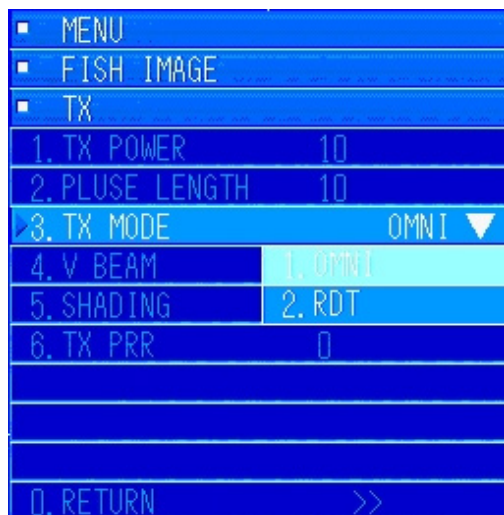 MENU
FISH IMAGE
TX
1. TX POWER 10
2. PLUSE LENGTH 10
3. TX MODE OMNI
4. V BEAM 1. OMNI
5. SHADING 2. RDT
6. TX PRR 0
0. RETURN >>